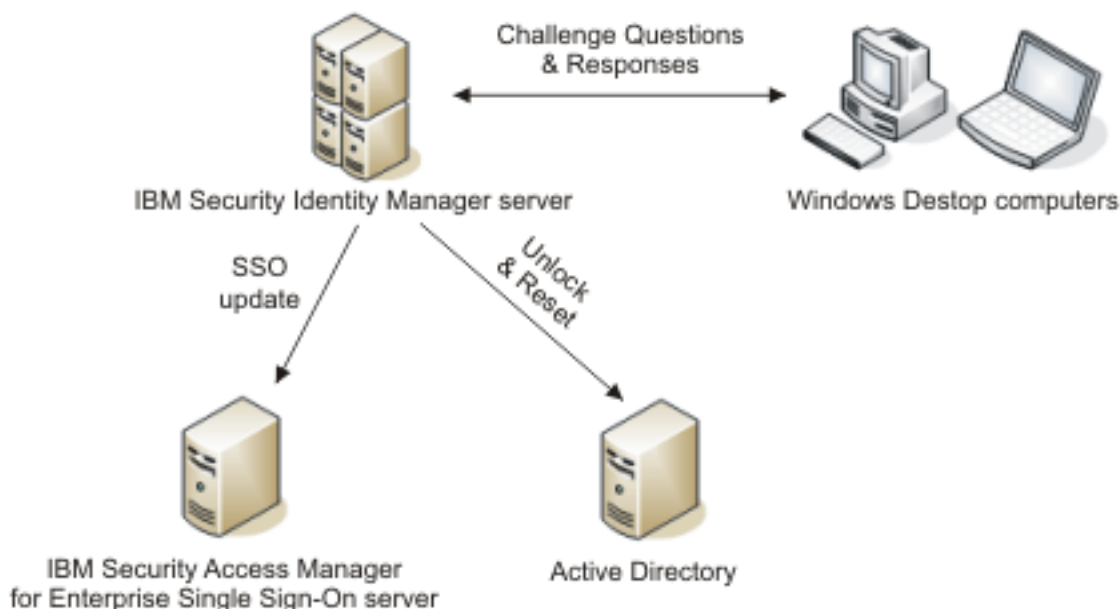 Challenge Questions
& Responses
IBM Security Identity Manager server
Windows Destop computers
SSO
update
Unlock
& Reset
IBM Security Access Manager
for Enterprise Single Sign-On server
Active Directory